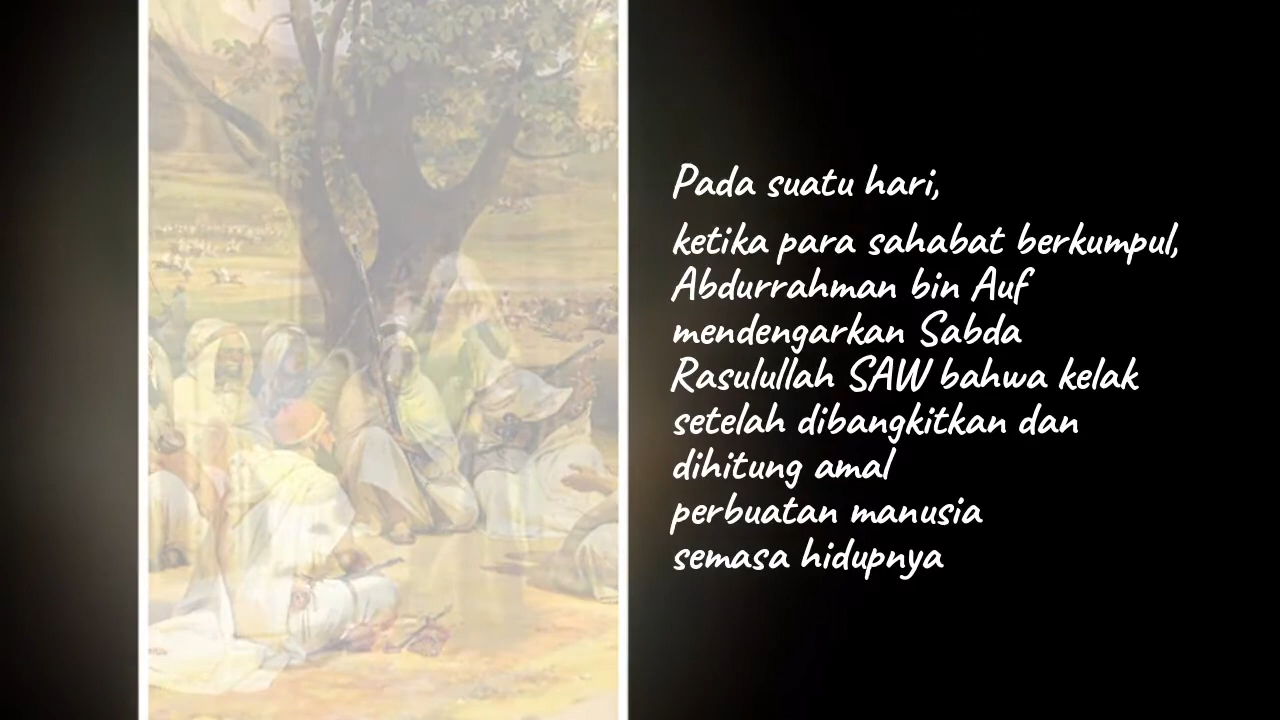 Pada suatu hari,
ketika para sahabat berkumpul,
Abdurrahman bin Auf
mendengarkan Sabda
Rasulullah SAW bahwa kelak
setelah dibangkitkan dan
dihitung amal
perbuatan manusia
semasa hidupnya